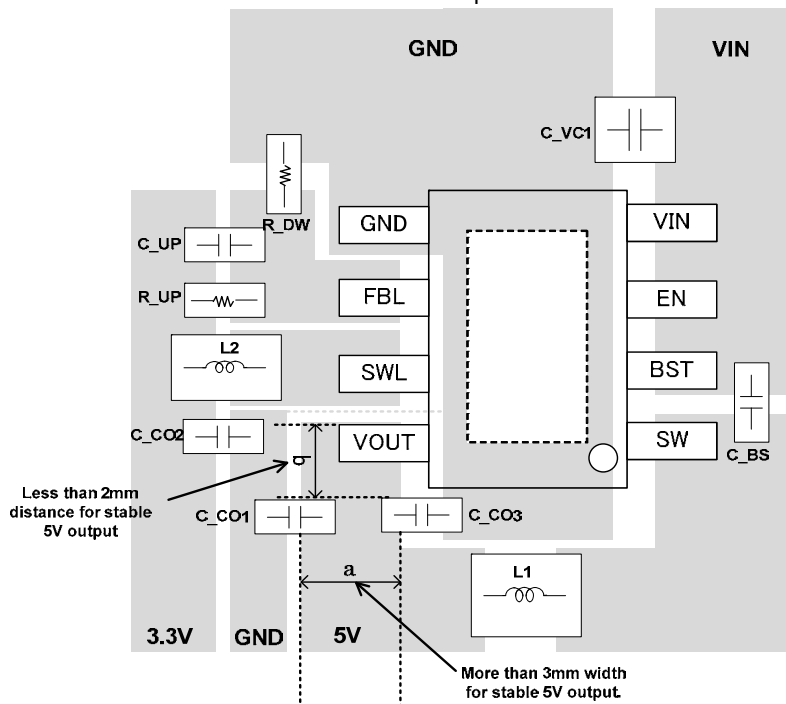 GND
VIN
C_VC1
R_DW
C_UP
GND
VIN
R_UP
FBL
EN
L2
SWL
BST
C_CO2
VOUT
SW
C_BS
b
Less than 2mm
distance for stable
5V output
C_CO1
C_CO3
a
L1
3.3V
GND
5V
More than 3mm width
for stable 5V output.